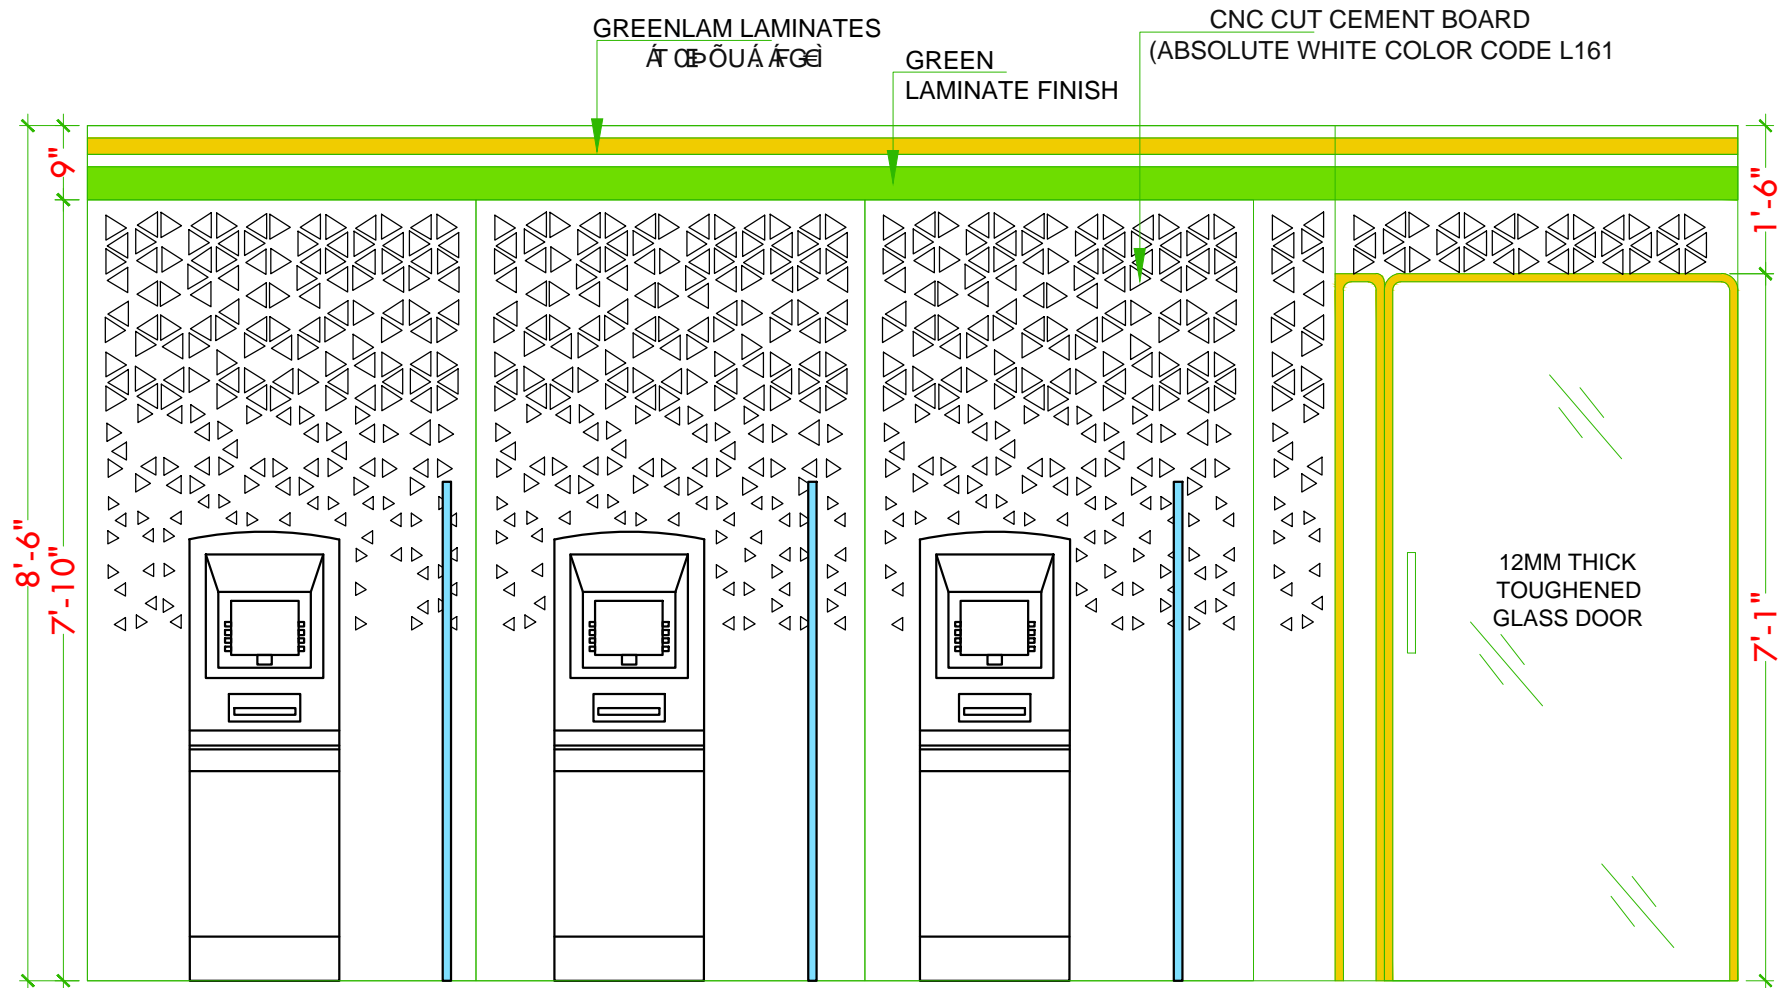 GREENLAM LAMINATES
GREEN
LAMINATE FINISH
CNC CUT CEMENT BOARD
(ABSOLUTE WHITE COLOR CODE L161
9"
8'-6"
7'-10"
1'-6"
7'-1"
12MM THICK
TOUGHENED
GLASS DOOR